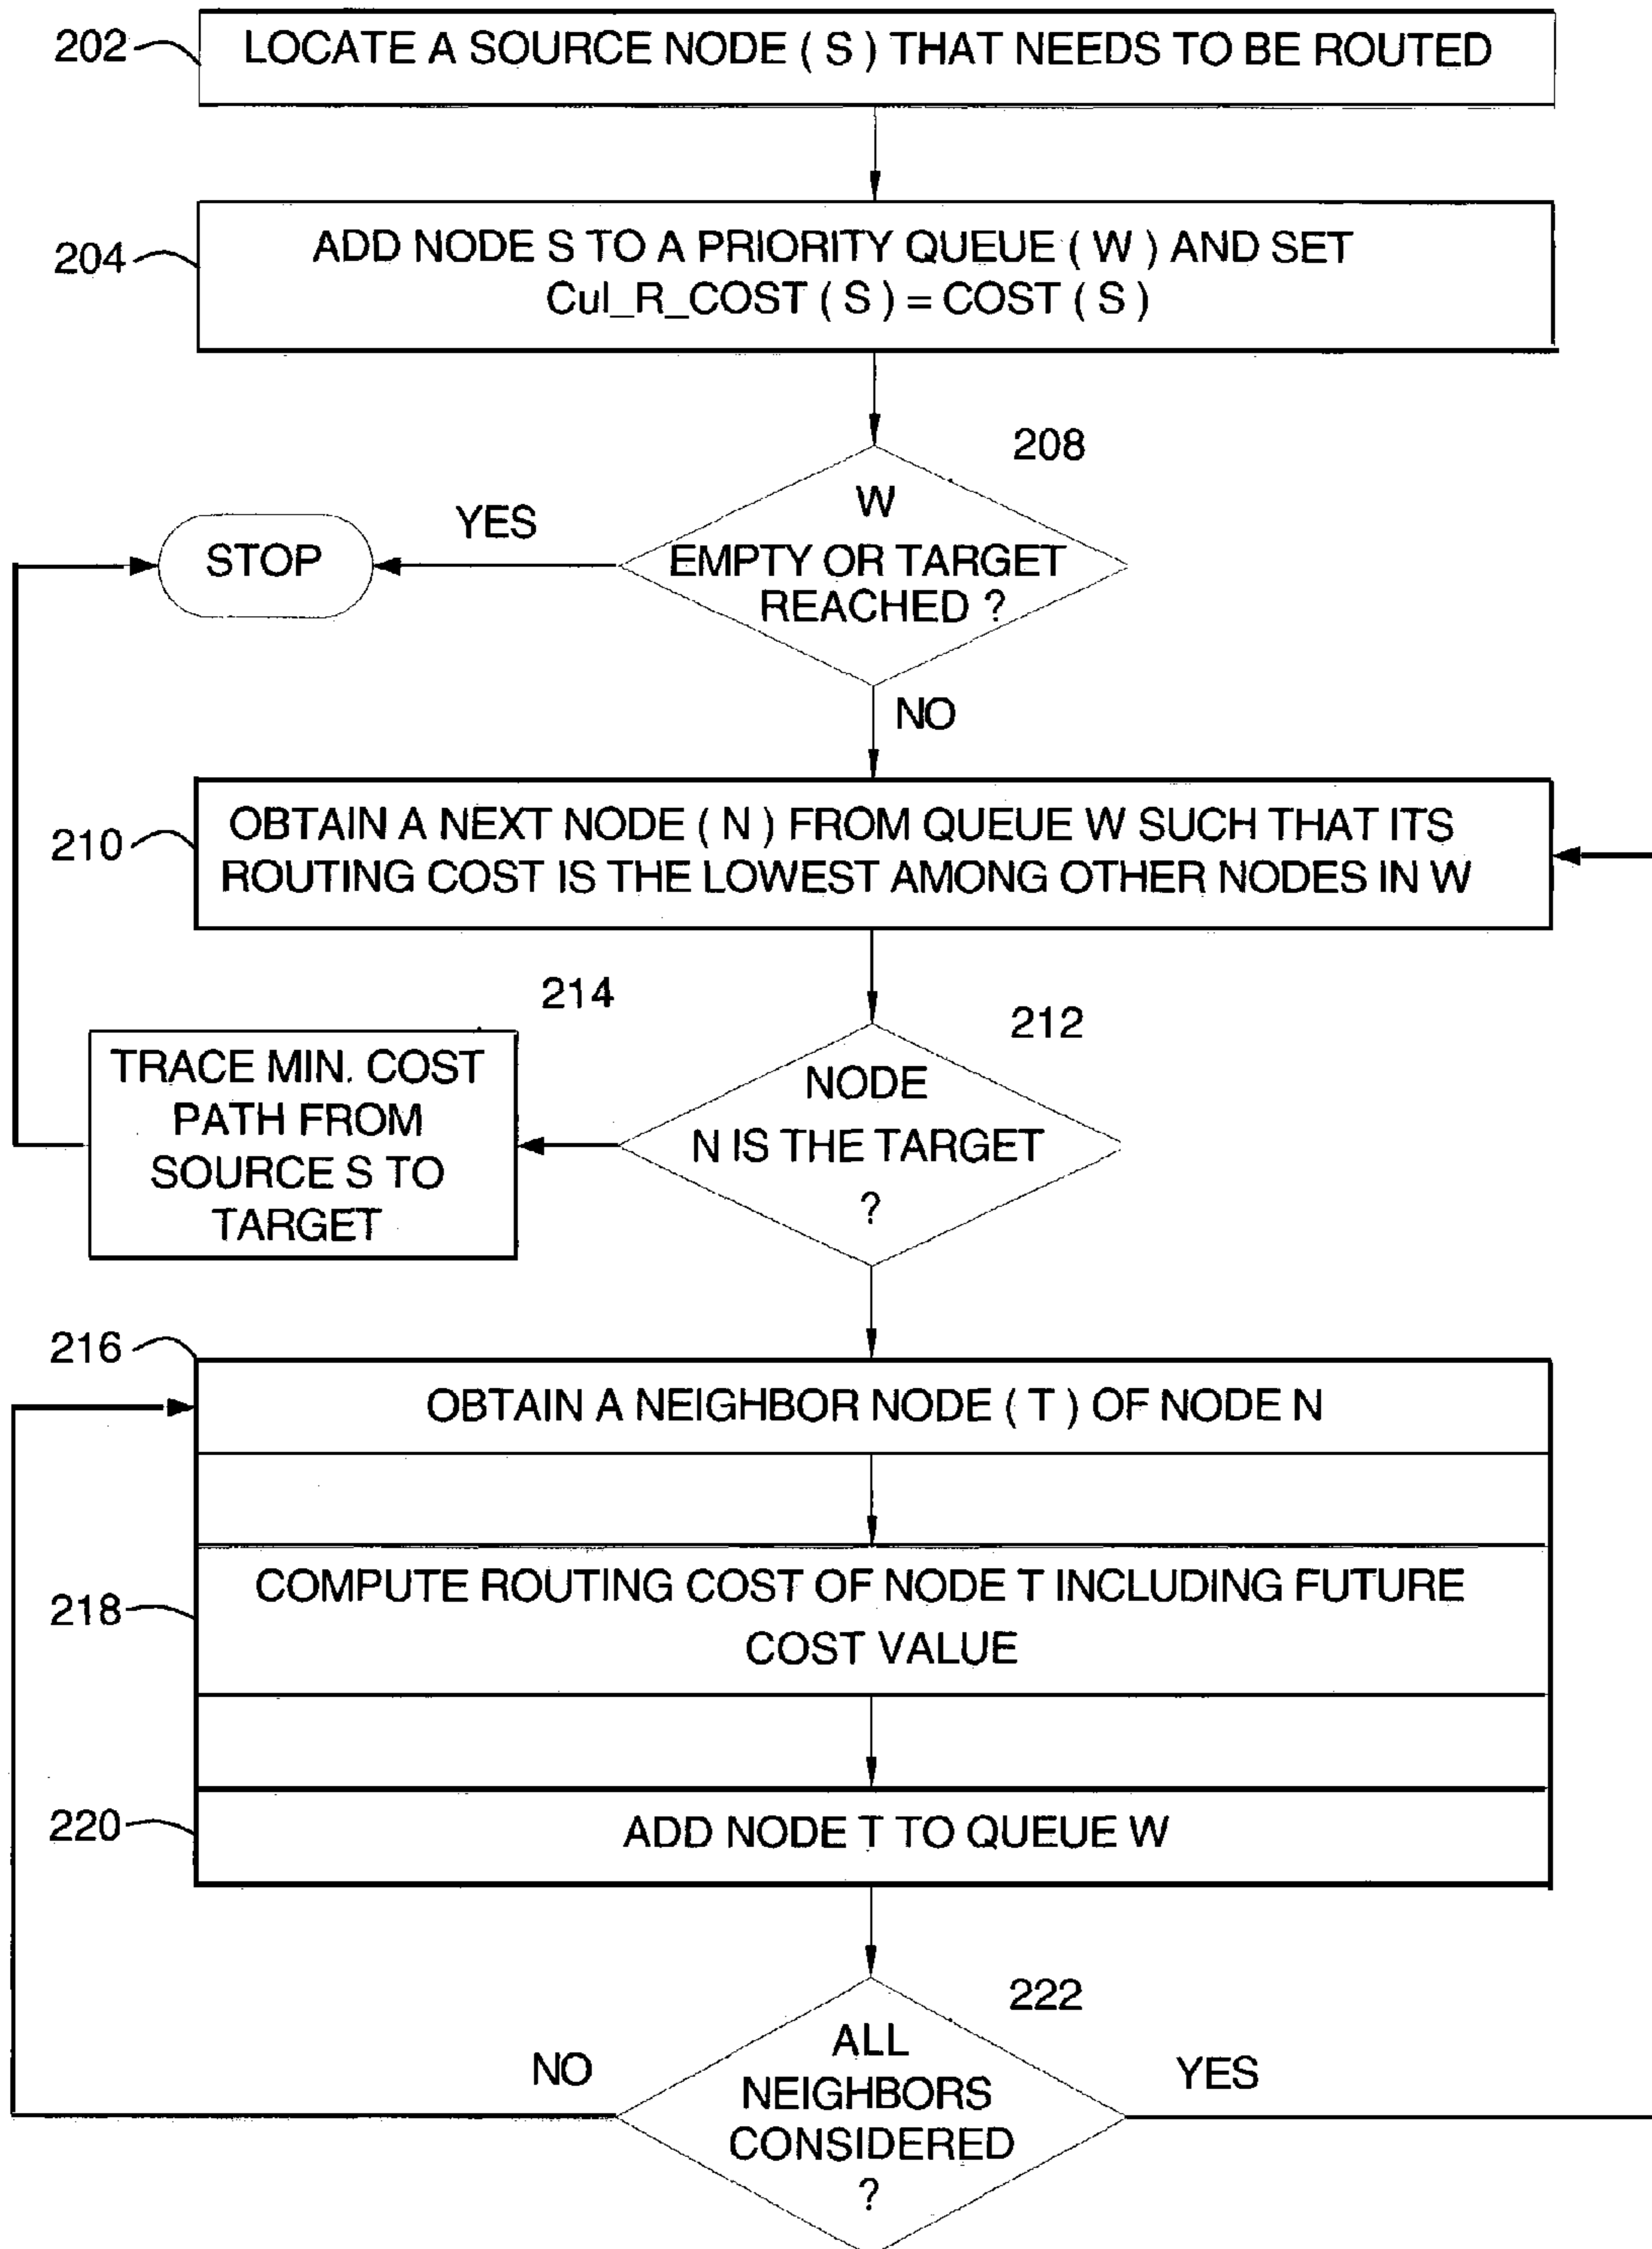 202
LOCATE A SOURCE NODE ( S ) THAT NEEDS TO BE ROUTED
204
ADD NODE S TO A PRIORITY QUEUE ( W ) AND SET
Cul_R_COST ( S ) = COST ( S )
208
W
EMPTY OR TARGET
REACHED ?
YES
STOP
NO
210
OBTAIN A NEXT NODE ( N ) FROM QUEUE W SUCH THAT ITS
ROUTING COST IS THE LOWEST AMONG OTHER NODES IN W
214
TRACE MIN. COST
PATH FROM
SOURCE S TO
TARGET
212
NODE
N IS THE TARGET
?
216
OBTAIN A NEIGHBOR NODE ( T ) OF NODE N
218
COMPUTE ROUTING COST OF NODE T INCLUDING FUTURE
COST VALUE
220
ADD NODE T TO QUEUE W
222
ALL
NEIGHBORS
CONSIDERED
?
NO
YES